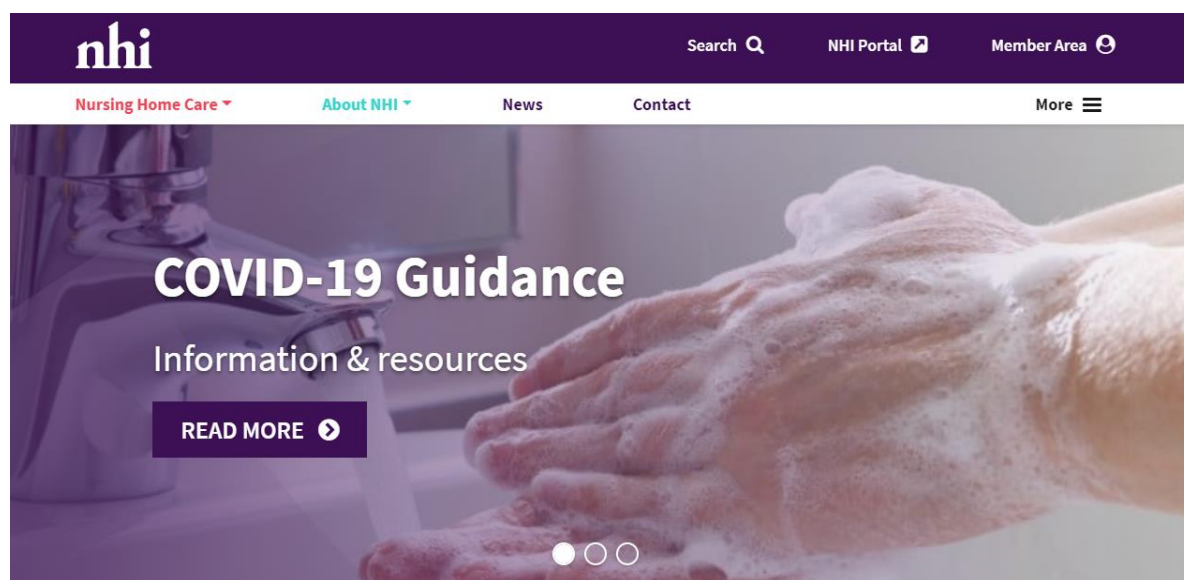 nhi
Search
NHI Portal
Member Area
Nursing Home Care
About NHI
News
Contact
More
COVID-19 Guidance
Information & resources
READ MORE